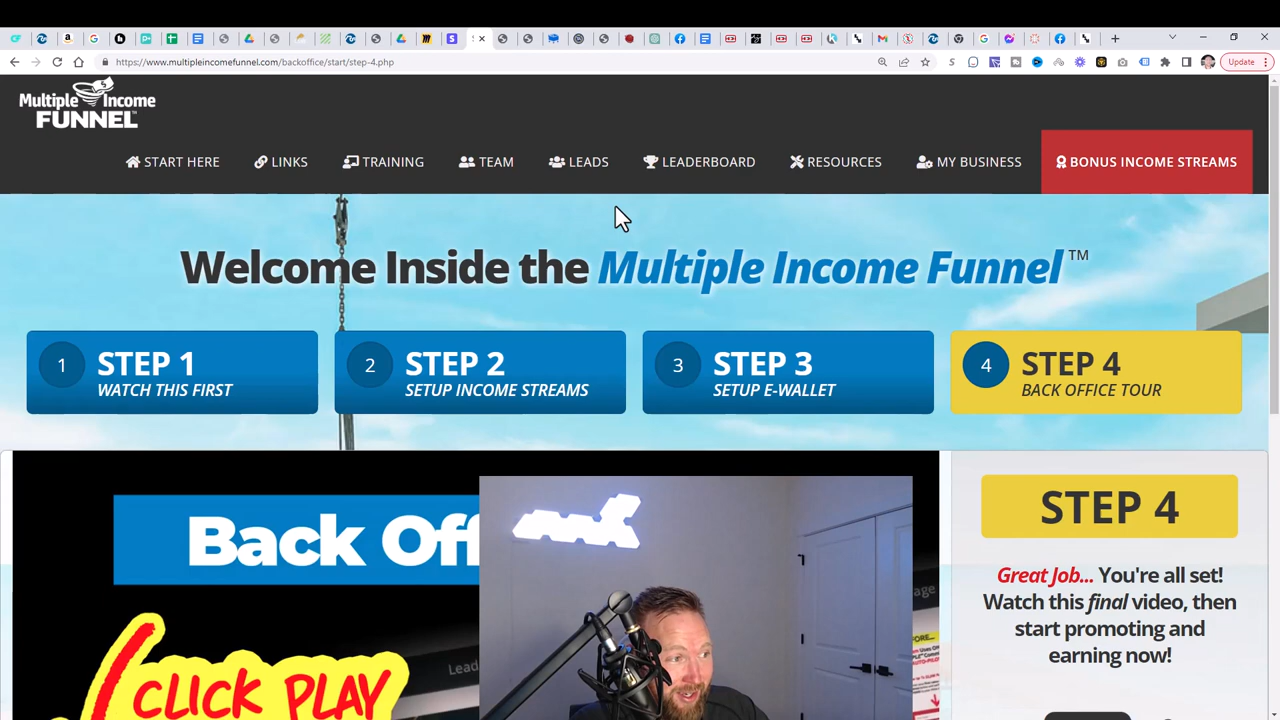 https://www.multipleincomefunnel.com/backoffice/start/step-4.php
Update
Multiple Income
FUNNEL™
START HERE
LINKS
TRAINING
TEAM
LEADS
LEADERBOARD
RESOURCES
MY BUSINESS
BONUS INCOME STREAMS
Welcome Inside the Multiple Income Funnel ™
1
STEP 1
WATCH THIS FIRST
2
STEP 2
SETUP INCOME STREAMS
3
STEP 3
SETUP E-WALLET
4
STEP 4
BACK OFFICE TOUR
Back Off
CLICK PLAY
STEP 4
Great Job... You're all set!
Watch this final video, then
start promoting and
earning now!